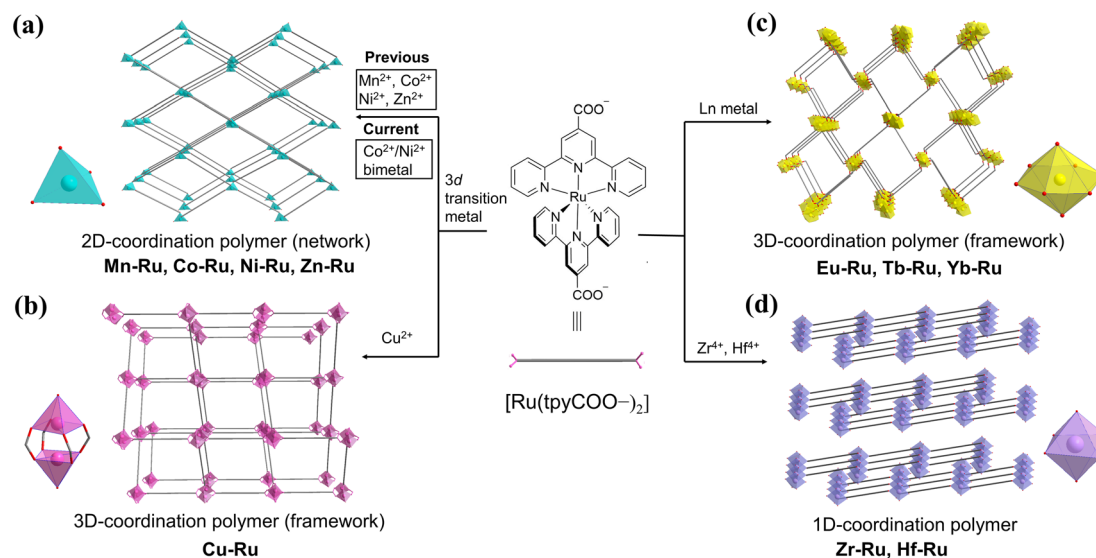 (a)
Previous
Mn²⁺, Co²⁺
Ni²⁺, Zn²⁺
Current
Co²⁺/Ni²⁺
bimetal
3d
transition
metal
2D-coordination polymer (network)
Mn-Ru, Co-Ru, Ni-Ru, Zn-Ru
(b)
Cu²⁺
3D-coordination polymer (framework)
Cu-Ru
COO⁻
N
N
N
Ru
N
N
N
COO⁻
[Ru(tpyCOO–)₂]
(c)
Ln metal
3D-coordination polymer (framework)
Eu-Ru, Tb-Ru, Yb-Ru
(d)
Zr⁴⁺, Hf⁴⁺
1D-coordination polymer
Zr-Ru, Hf-Ru